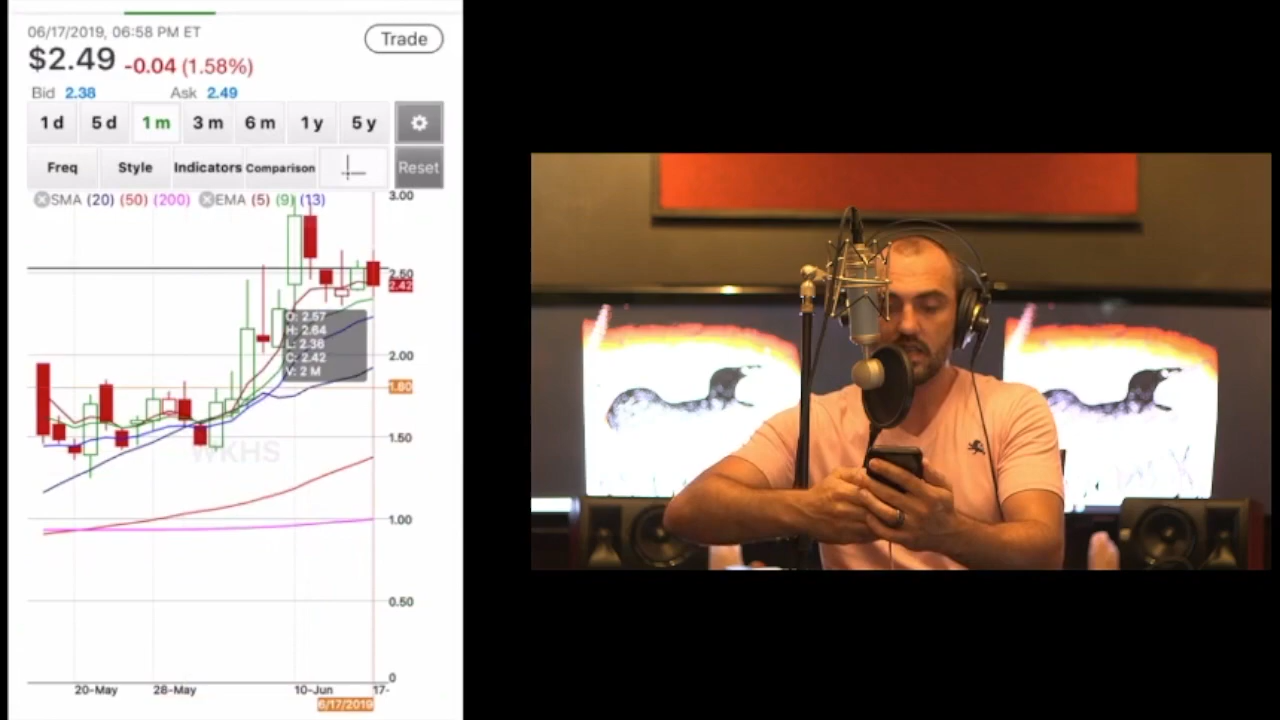 06/17/2019, 06:58 PM ET
Trade
$2.49 -0.04 (1.58%)
Bid 2.38 Ask 2.49
1 d 5 d 1 m 3 m 6 m 1 y 5 y
Freq Style Indicators Comparison Reset
SMA (20) (50) (200) EMA (5) (9) (13)
3.00
2.50
2.42
O: 2.57
H: 2.64
L: 2.36
C: 2.42
V: 2 M
2.00
1.80
1.50
WKHS
1.00
0.50
0
20-May 28-May 10-Jun 17-
6/17/2019